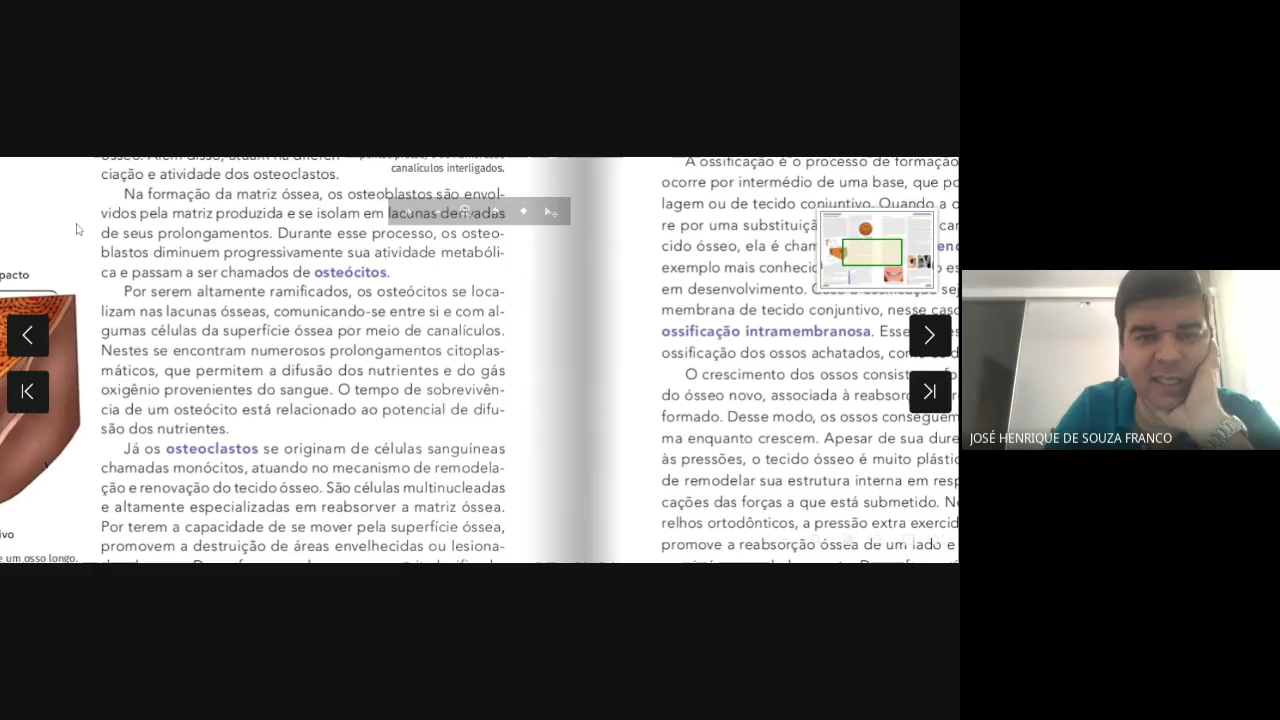 canalículos interligados.
ciação e atividade dos osteoclastos.
Na formação da matriz óssea, os osteoblastos são envol-
vidos pela matriz produzida e se isolam em lacunas derivadas
de seus prolongamentos. Durante esse processo, os osteo-
blastos diminuem progressivamente sua atividade metabóli-
ca e passam a ser chamados de osteócitos.
Por serem altamente ramificados, os osteócitos se loca-
lizam nas lacunas ósseas, comunicando-se entre si e com al-
gumas células da superfície óssea por meio de canalículos.
Nestes se encontram numerosos prolongamentos citoplas-
máticos, que permitem a difusão dos nutrientes e do gás
oxigênio provenientes do sangue. O tempo de sobrevivên-
cia de um osteócito está relacionado ao potencial de difu-
são dos nutrientes.
Já os osteoclastos se originam de células sanguíneas
chamadas monócitos, atuando no mecanismo de remodela-
ção e renovação do tecido ósseo. São células multinucleadas
e altamente especializadas em reabsorver a matriz óssea.
Por terem a capacidade de se mover pela superfície óssea,
promovem a destruição de áreas envelhecidas ou lesiona-
pacto
ivo
e um osso longo.
A ossificação é o processo de formação
ocorre por intermédio de uma base, que po
lagem ou de tecido conjuntivo. Quando a o
re por uma substituição
cido ósseo, ela é cham
exemplo mais conheci
em desenvolvimento.
membrana de tecido conjuntivo, nesse caso
ossificação intramembranosa. Esse
ossificação dos ossos achatados,
O crescimento dos ossos consist
do ósseo novo, associada à reabsor
formado. Desse modo, os ossos conseguem
ma enquanto crescem. Apesar de sua dure
às pressões, o tecido ósseo é muito plástic
de remodelar sua estrutura interna em resp
cações das forças a que está submetido. No
relhos ortodônticos, a pressão extra exercid
promove a reabsorção óssea de um lado e
JOSÉ HENRIQUE DE SOUZA FRANCO